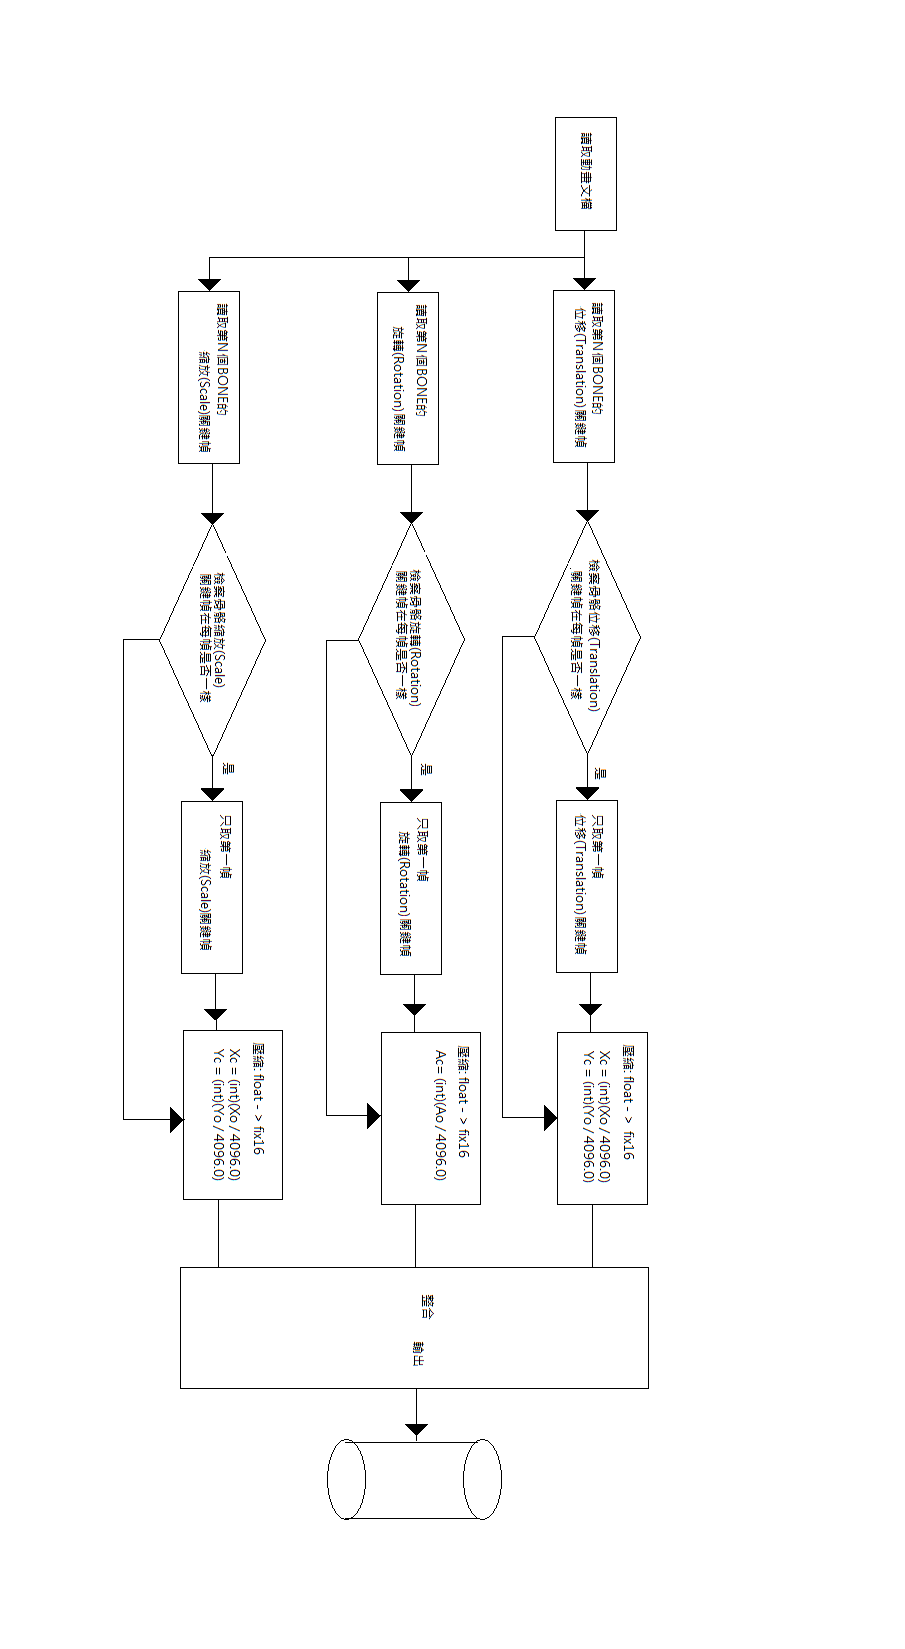 讀取動畫文檔
讀取第N個BONE的
位移(Translation)關鍵幀
檢察骨骼位移(Translation)
關鍵幀在每幀是否一樣
是
只取第一幀
位移(Translation)關鍵幀
壓縮: float - > fix16
Xc = (int)(Xo / 4096.0)
Yc = (int)(Yo / 4096.0)
讀取第N個BONE的
旋轉(Rotation)關鍵幀
檢察骨骼旋轉(Rotation)
關鍵幀在每幀是否一樣
是
只取第一幀
旋轉(Rotation)關鍵幀
壓縮: float - > fix16
Ac= (int)(Ao / 4096.0)
讀取第N個BONE的
縮放(Scale)關鍵幀
檢察骨骼縮放(Scale)
關鍵幀在每幀是否一樣
是
只取第一幀
縮放(Scale)關鍵幀
壓縮: float - > fix16
Xc = (int)(Xo / 4096.0)
Yc = (int)(Yo / 4096.0)
整合
輸出